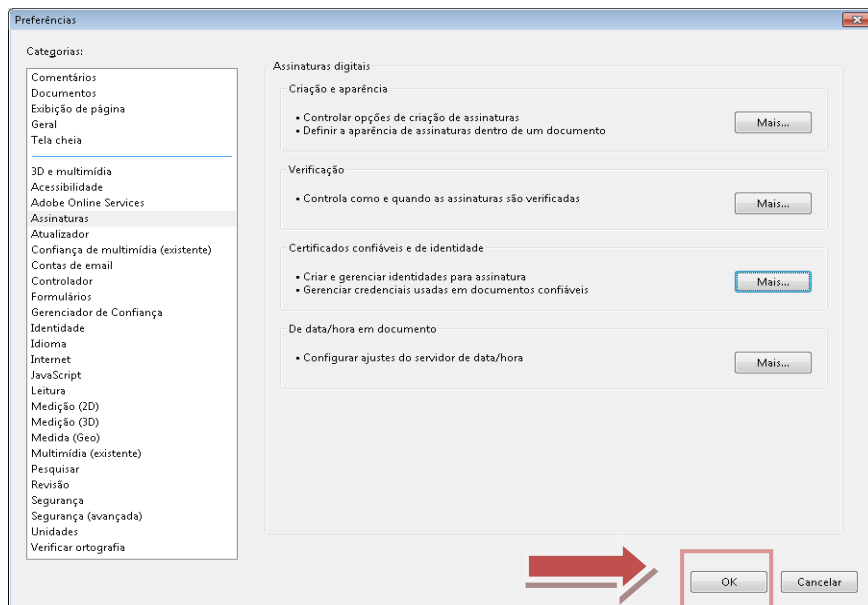 Preferências
Categorias:
Comentários
Documentos
Exibição de página
Geral
Tela cheia
3D e multimídia
Acessibilidade
Adobe Online Services
Assinaturas
Atualizador
Confiança de multimídia (existente)
Contas de email
Controlador
Formulários
Gerenciador de Confiança
Identidade
Idioma
Internet
JavaScript
Leitura
Medição (2D)
Medição (3D)
Medida (Geo)
Multimídia (existente)
Pesquisar
Revisão
Segurança
Segurança (avançada)
Unidades
Verificar ortografia
Assinaturas digitais
Criação e aparência
• Controlar opções de criação de assinaturas
• Definir a aparência de assinaturas dentro de um documento
Mais...
Verificação
• Controla como e quando as assinaturas são verificadas
Mais...
Certificados confiáveis e de identidade
• Criar e gerenciar identidades para assinatura
• Gerenciar credenciais usadas em documentos confiáveis
Mais...
De data/hora em documento
• Configurar ajustes do servidor de data/hora
Mais...
OK
Cancelar